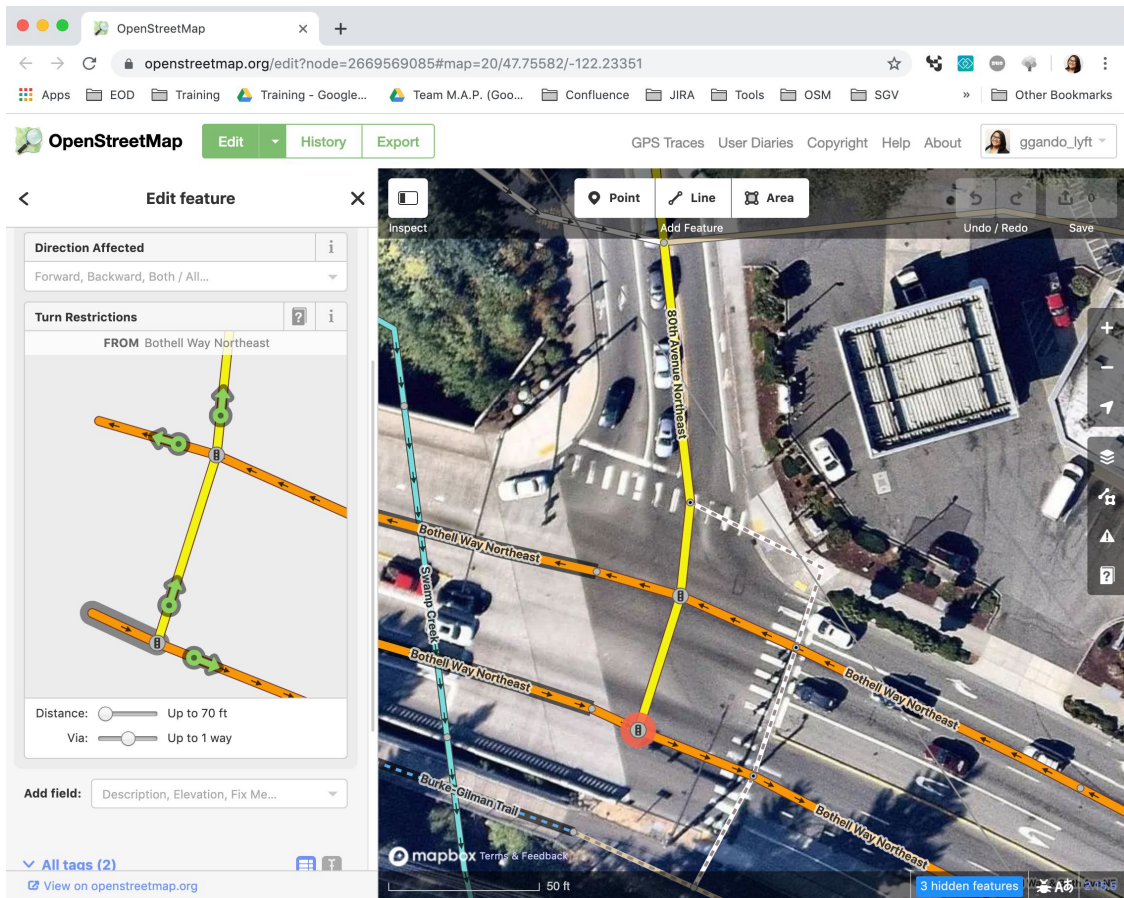 OpenStreetMap
openstreetmap.org/edit?node=2669569085#map=20/47.75582/-122.23351
Apps EOD Training Training - Google... Team M.A.P. (Goo... Confluence JIRA Tools OSM SGV » Other Bookmarks
OpenStreetMap Edit History Export GPS Traces User Diaries Copyright Help About ggando_lyft
Edit feature
Inspect
Point Line Area
Add Feature
Undo / Redo
0
Save
Direction Affected
Forward, Backward, Both / All...
Turn Restrictions
FROM Bothell Way Northeast
Distance: Up to 70 ft
Via: Up to 1 way
Add field: Description, Elevation, Fix Me...
All tags (2)
View on openstreetmap.org
80th Avenue Northeast
Bothell Way Northeast
Swamp Creek
Bothell Way Northeast
Bothell Way Northeast
Burke-Gilman Trail
Bothell Way Northeast
mapbox Terms & Feedback
50 ft
3 hidden features